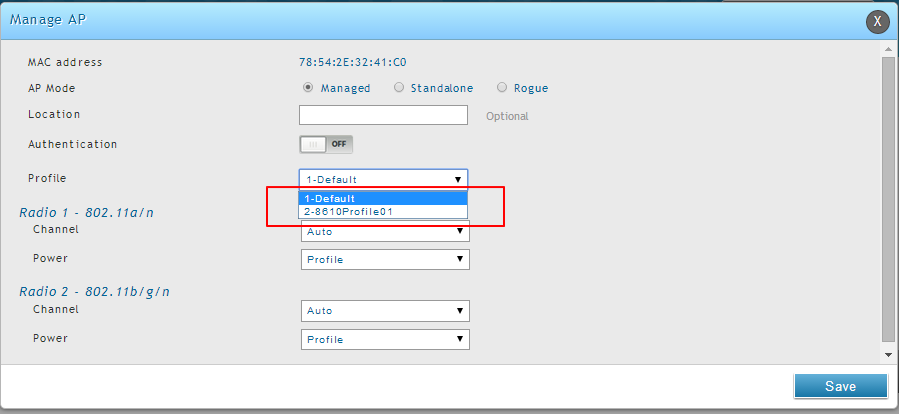 Manage AP
X
MAC address 78:54:2E:32:41:C0
AP Mode Managed Standalone Rogue
Location Optional
Authentication OFF
Profile 1-Default
1-Default
2-8610Profile01
Radio 1 - 802.11a/n
Channel Auto
Power Profile
Radio 2 - 802.11b/g/n
Channel Auto
Power Profile
Save